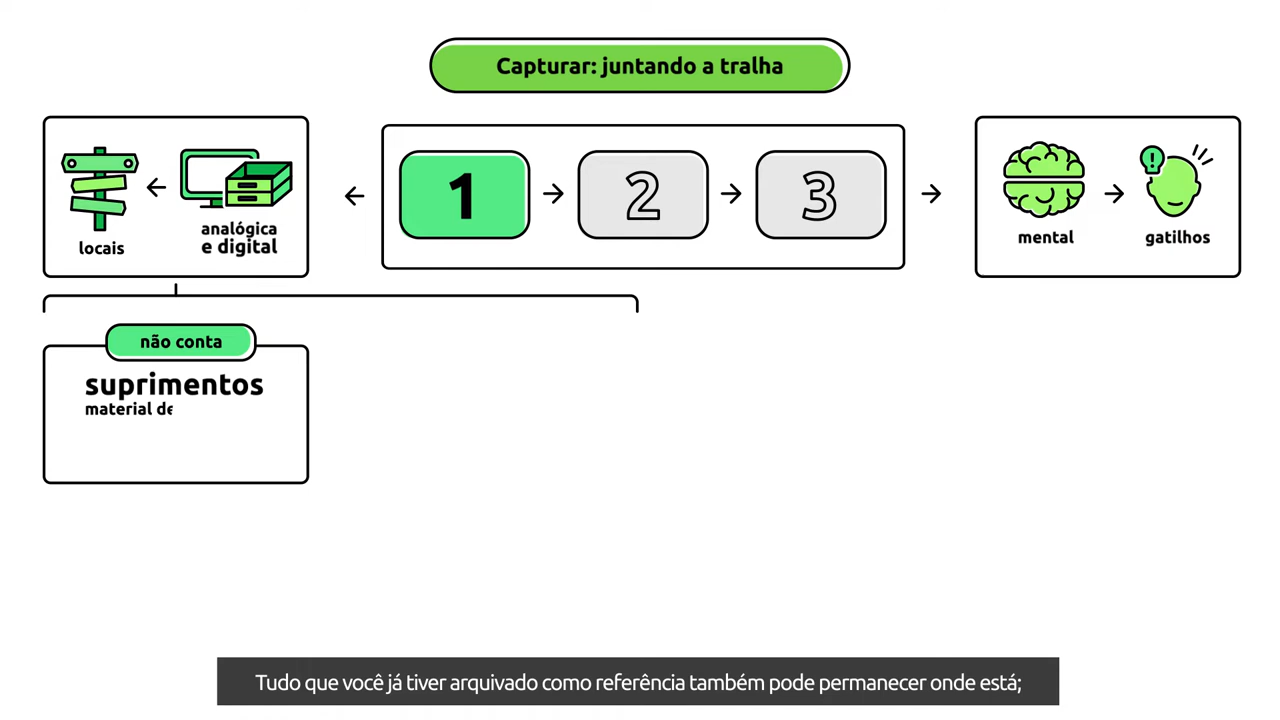 Capturar: juntando a tralha
locais
analógica
e digital
1
2
3
mental
gatilhos
não conta
suprimentos
material de
Tudo que você já tiver arquivado como referência também pode permanecer onde está;